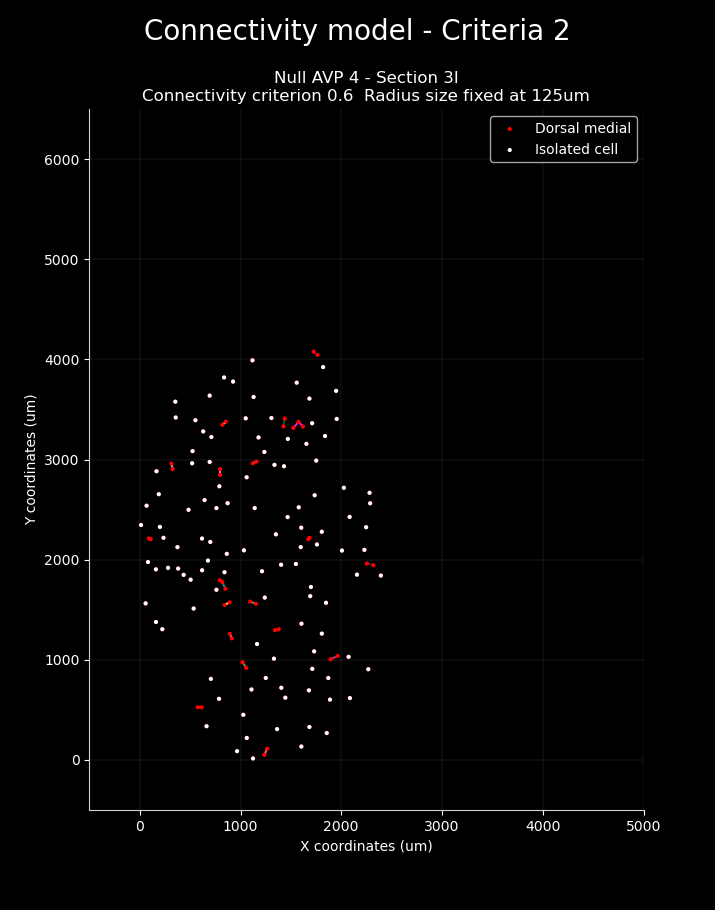 Connectivity model - Criteria 2
Null AVP 4 - Section 3l
Connectivity criterion 0.6  Radius size fixed at 125um
Dorsal medial
Isolated cell
6000
5000
4000
3000
2000
1000
0
Y coordinates (um)
0 1000 2000 3000 4000 5000
X coordinates (um)